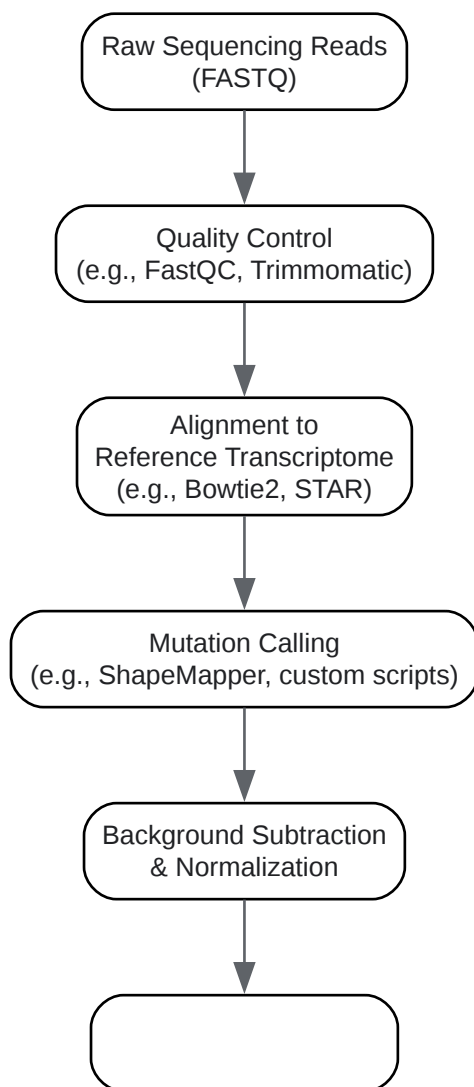 Raw Sequencing Reads
(FASTQ)
Quality Control
(e.g., FastQC, Trimmomatic)
Alignment to
Reference Transcriptome
(e.g., Bowtie2, STAR)
Mutation Calling
(e.g., ShapeMapper, custom scripts)
Background Subtraction
& Normalization